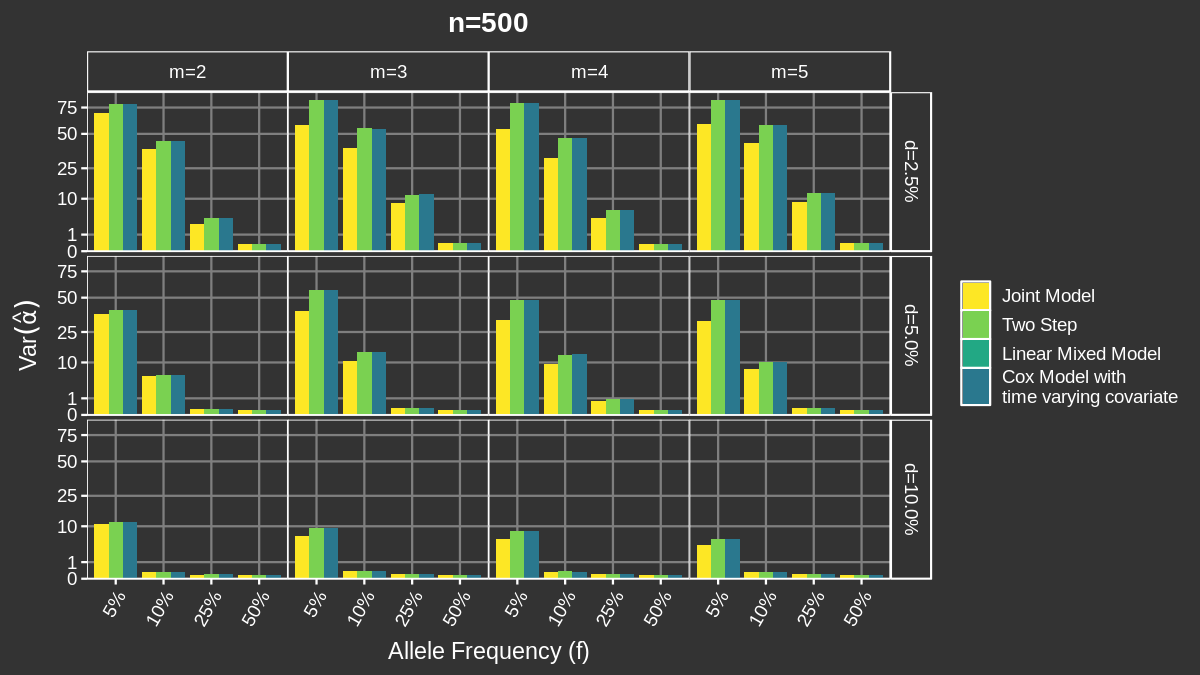 n=500
m=2 m=3 m=4 m=5
75
50
25
10
1
0
d=2.5%
75
50
25
10
1
0
d=5.0%
75
50
25
10
1
0
d=10.0%
Var(α̂)
5% 10% 25% 50% 5% 10% 25% 50% 5% 10% 25% 50% 5% 10% 25% 50%
Allele Frequency (f)
Joint Model
Two Step
Linear Mixed Model
Cox Model with
time varying covariate